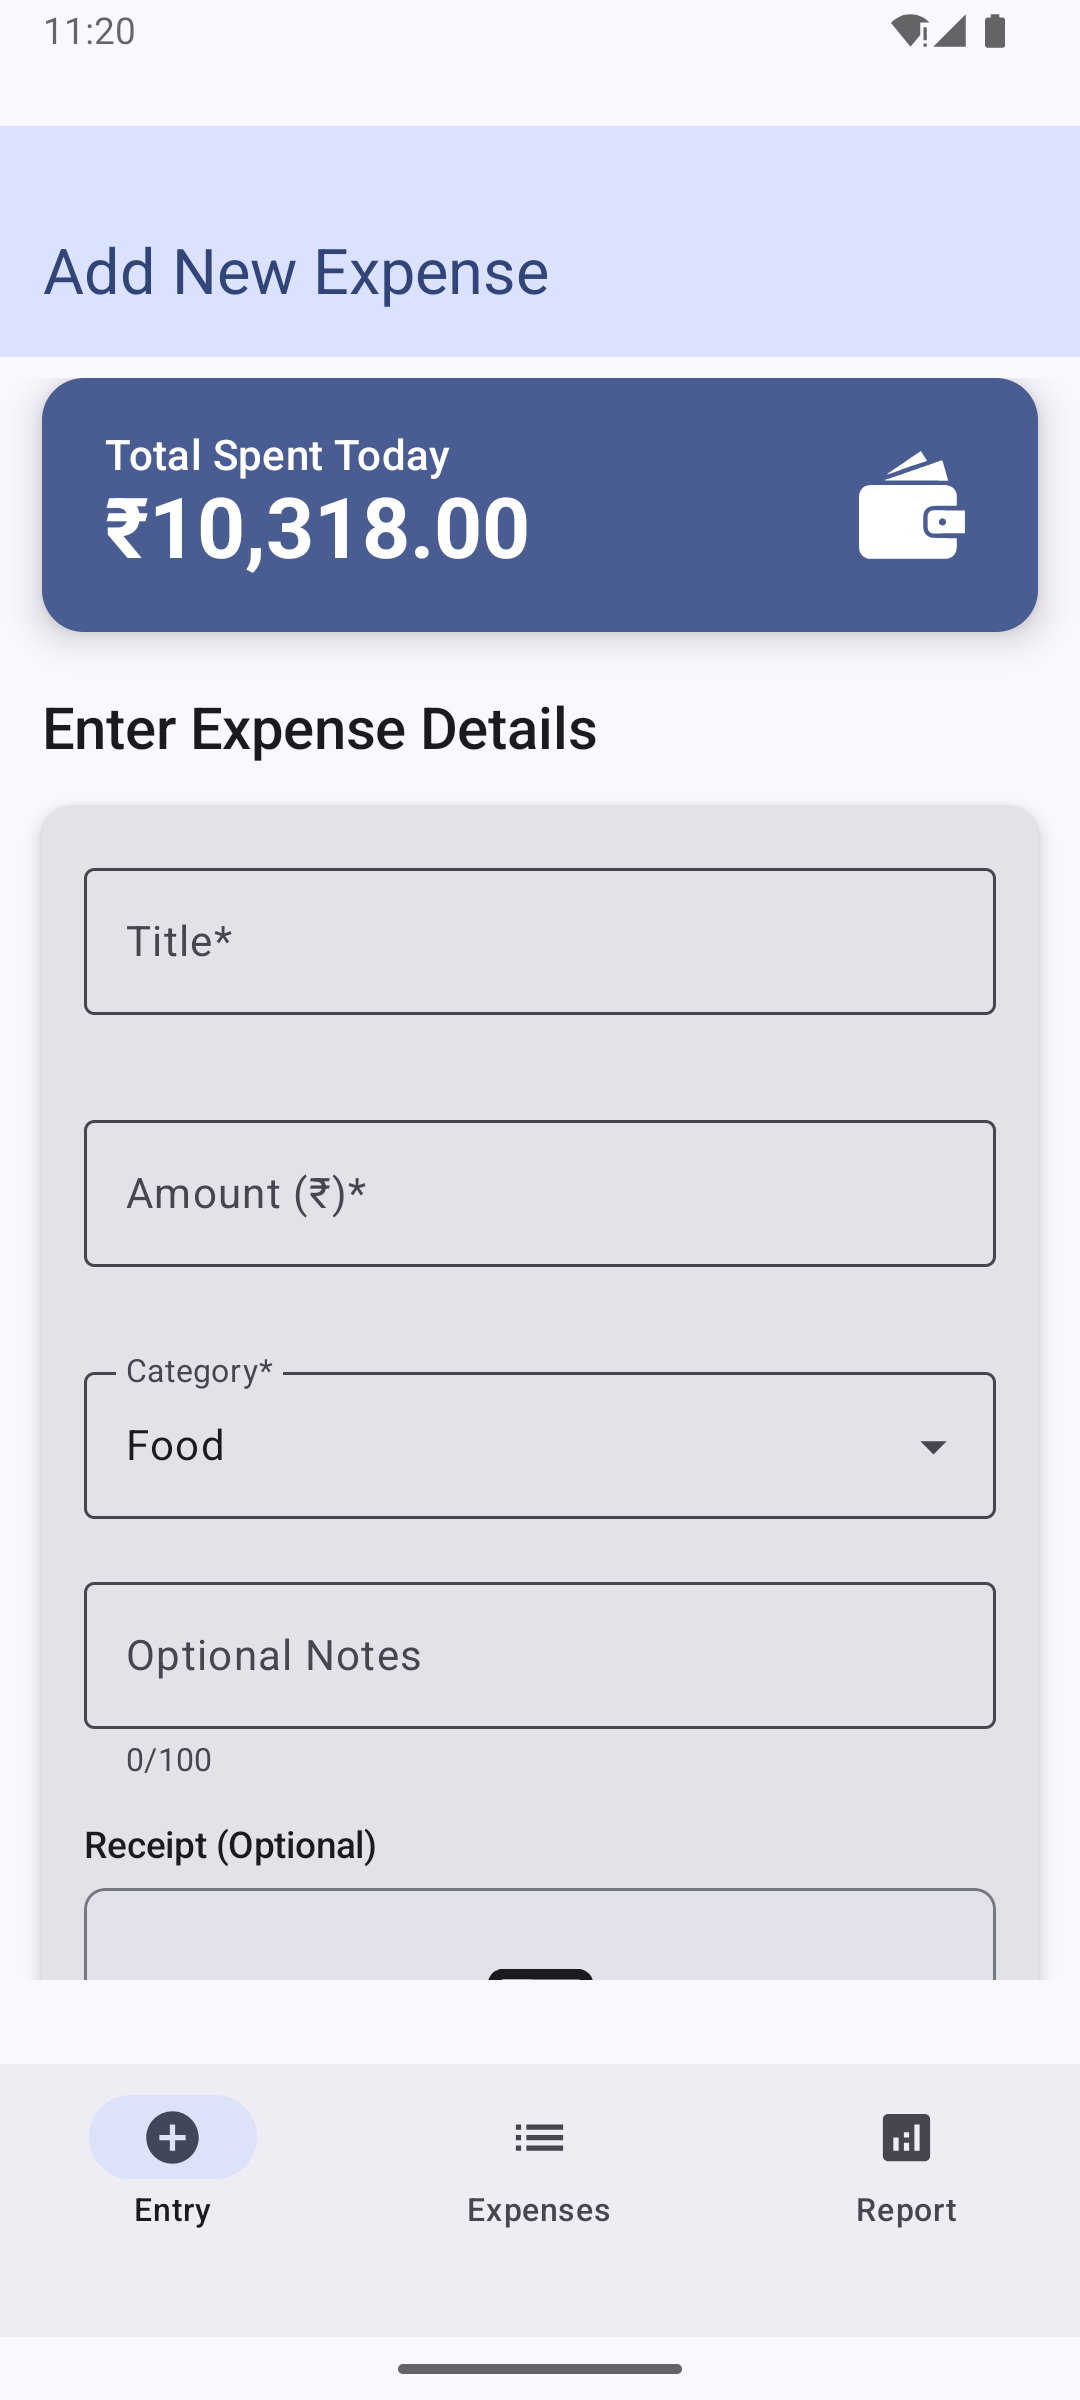 11:20
Add New Expense
Total Spent Today
₹10,318.00
Enter Expense Details
Title*
Amount (₹)*
Category*
Food
Optional Notes
0/100
Receipt (Optional)
Entry
Expenses
Report